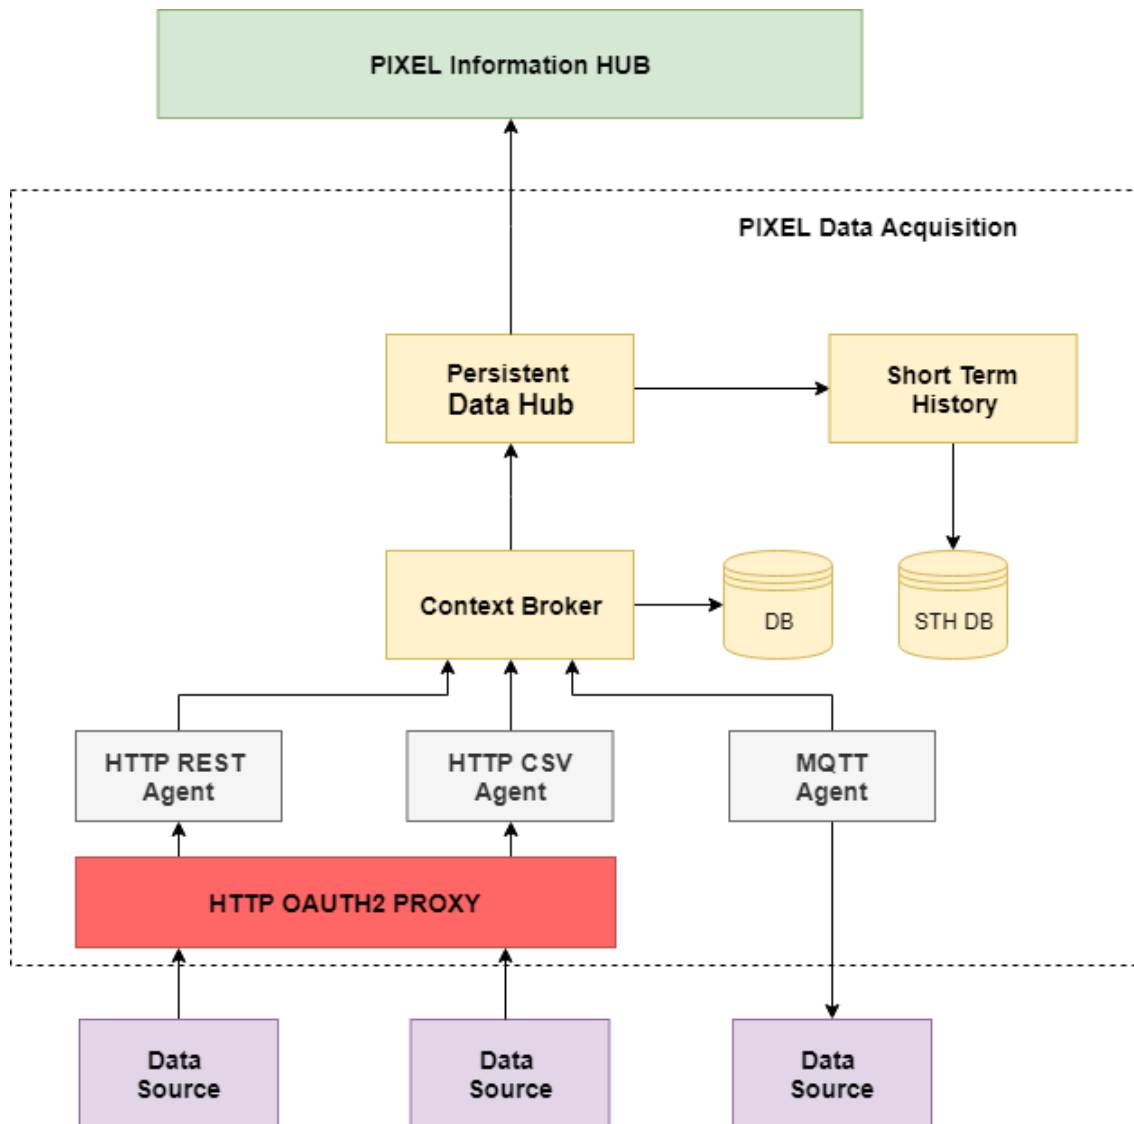 PIXEL Information HUB
PIXEL Data Acquisition
Persistent
Data Hub
Short Term
History
Context Broker
DB
STH DB
HTTP REST
Agent
HTTP CSV
Agent
MQTT
Agent
HTTP OAUTH2 PROXY
Data
Source
Data
Source
Data
Source